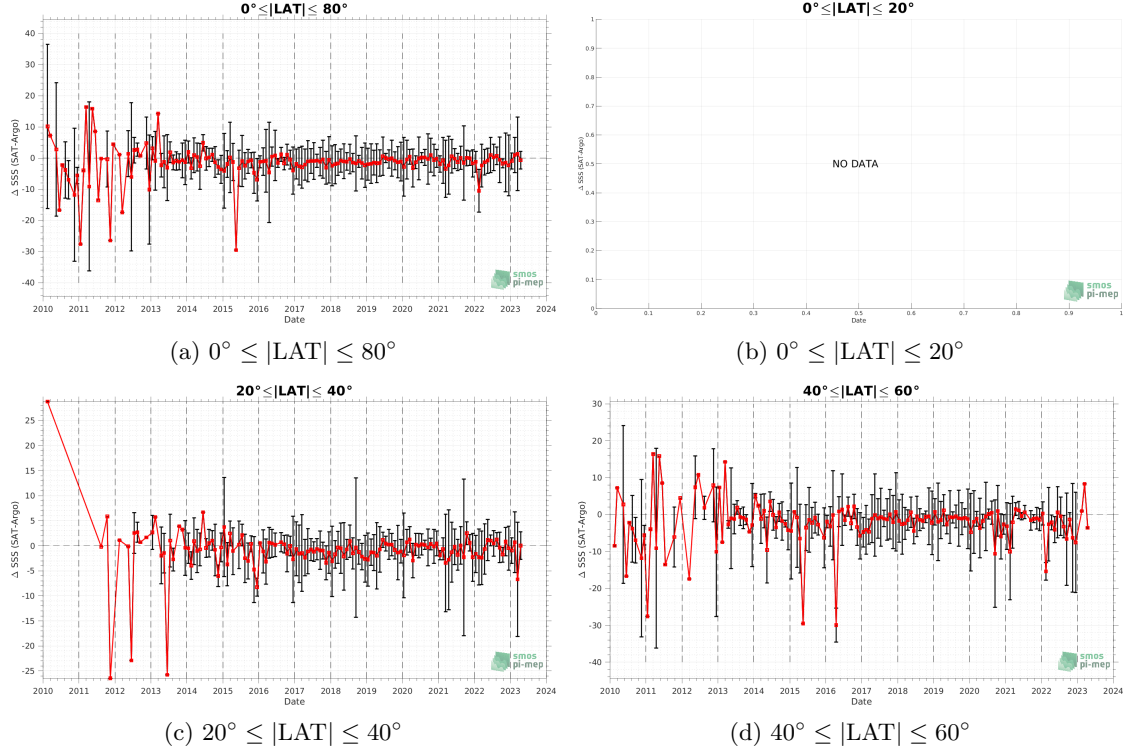 0°≤|LAT|≤ 80°
Δ SSS (SAT-Argo)
40
30
20
10
0
-10
-20
-30
-40
2010 2011 2012 2013 2014 2015 2016 2017 2018 2019 2020 2021 2022 2023 2024
Date
smos
pi-mep
(a) 0° ≤ |LAT| ≤ 80°
0°≤|LAT|≤ 20°
Δ SSS (SAT-Argo)
1
0.9
0.8
0.7
0.6
0.5
0.4
0.3
0.2
0.1
0
NO DATA
0 0.1 0.2 0.3 0.4 0.5 0.6 0.7 0.8 0.9 1
Date
smos
pi-mep
(b) 0° ≤ |LAT| ≤ 20°
20°≤|LAT|≤ 40°
Δ SSS (SAT-Argo)
25
20
15
10
5
0
-5
-10
-15
-20
-25
2010 2011 2012 2013 2014 2015 2016 2017 2018 2019 2020 2021 2022 2023 2024
Date
smos
pi-mep
(c) 20° ≤ |LAT| ≤ 40°
40°≤|LAT|≤ 60°
Δ SSS (SAT-Argo)
30
20
10
0
-10
-20
-30
-40
2010 2011 2012 2013 2014 2015 2016 2017 2018 2019 2020 2021 2022 2023 2024
Date
smos
pi-mep
(d) 40° ≤ |LAT| ≤ 60°